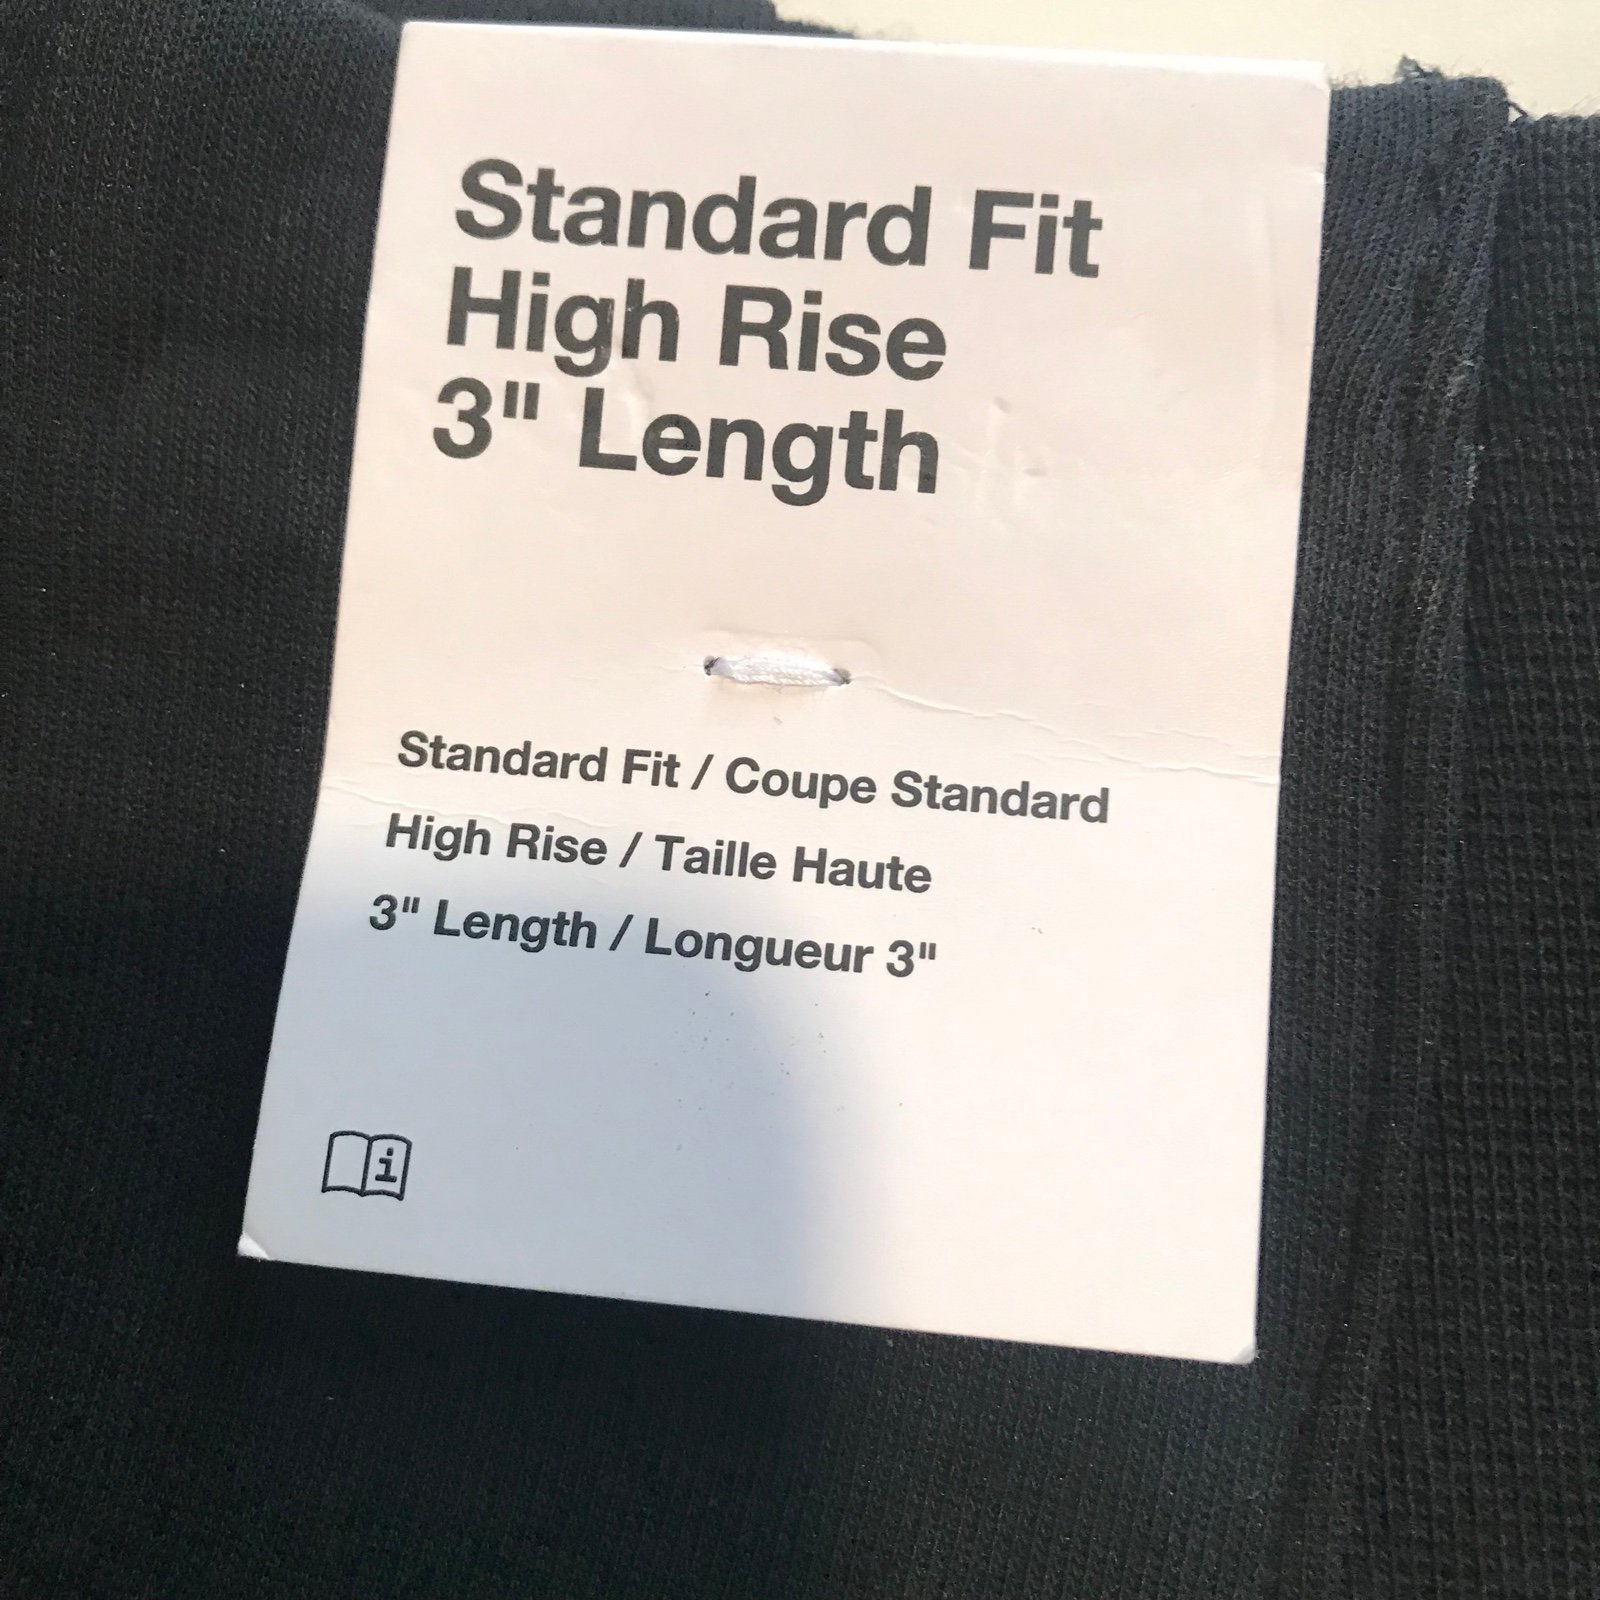 Standard Fit
High Rise
3" Length
Standard Fit / Coupe Standard
High Rise / Taille Haute
3" Length / Longueur 3"
i